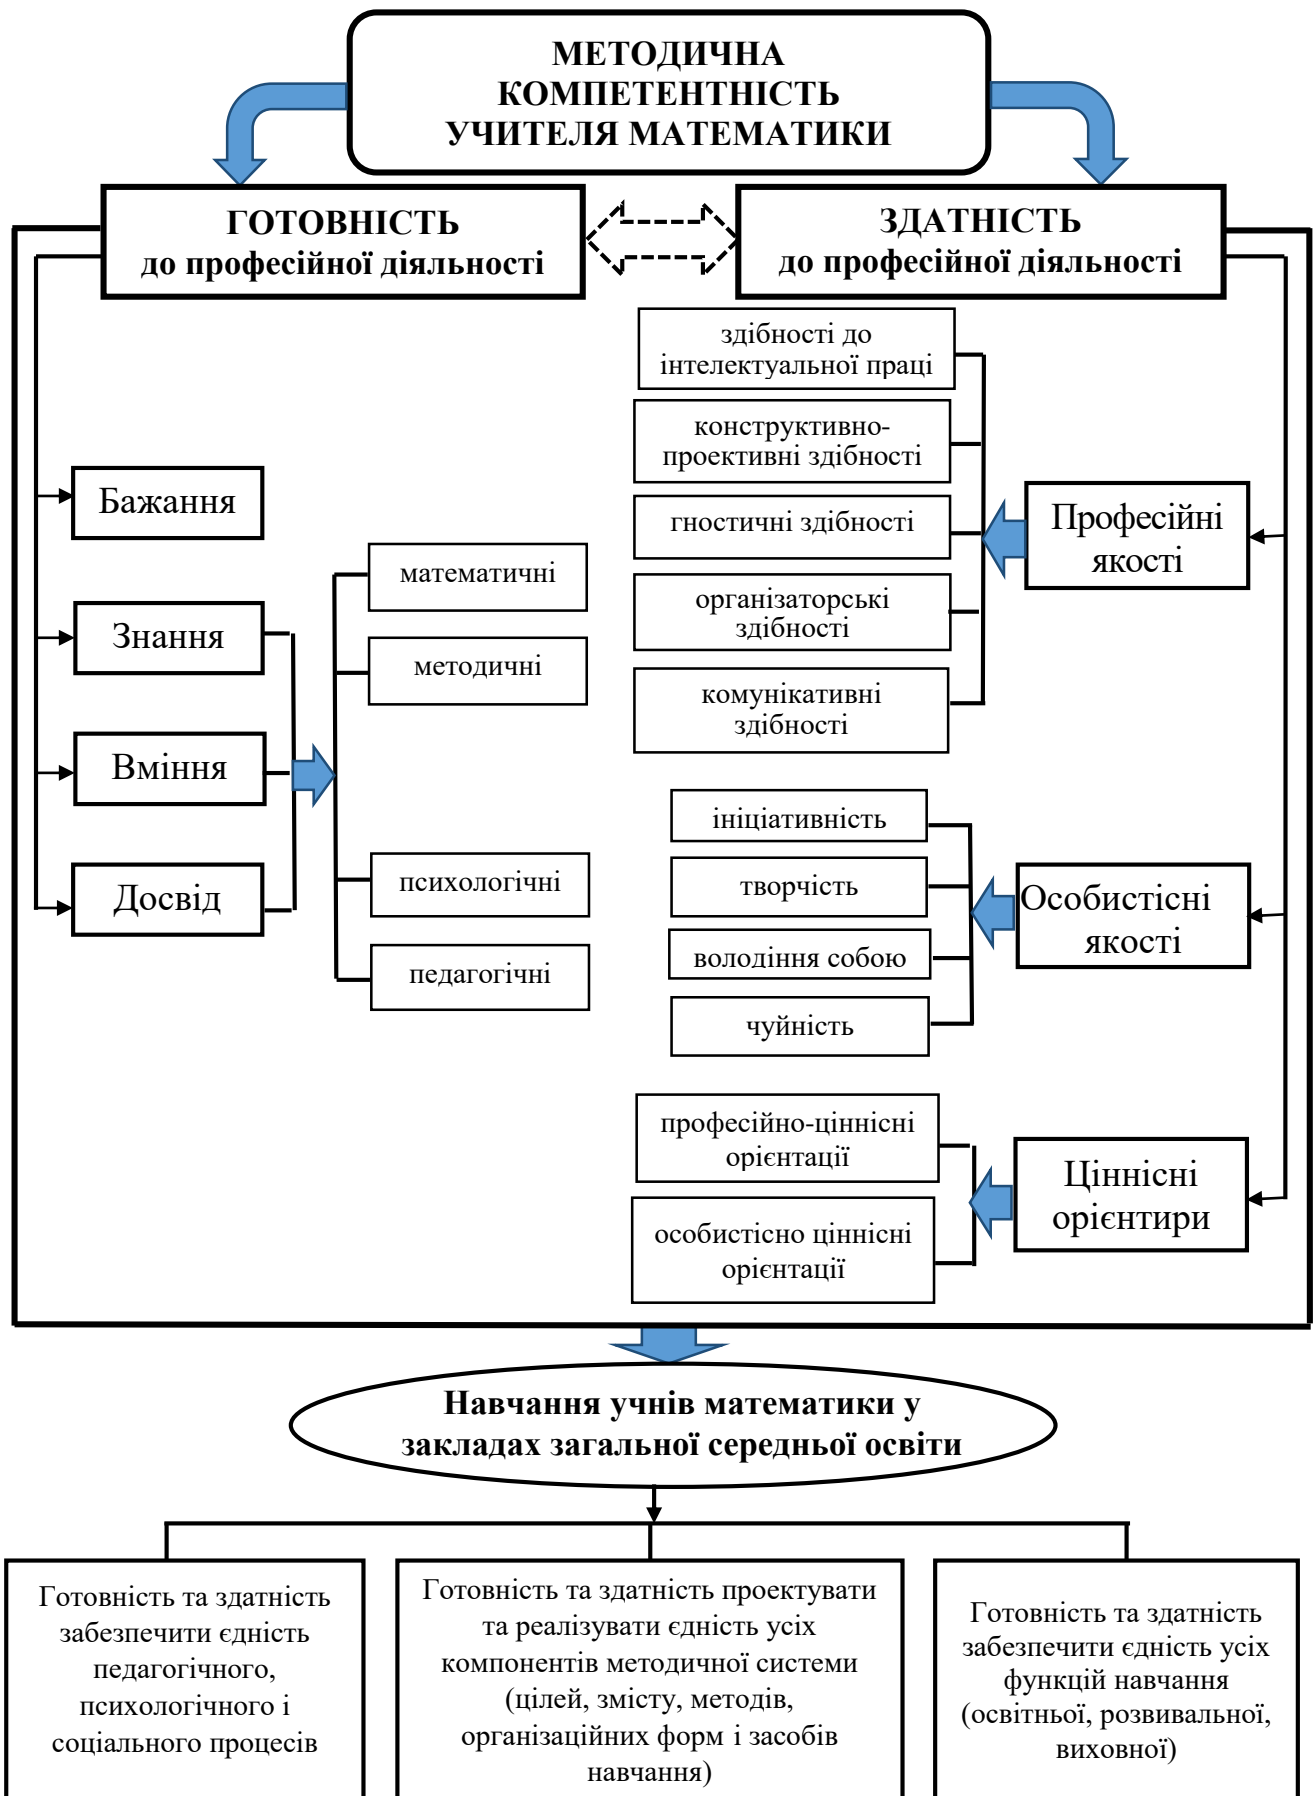 МЕТОДИЧНА
КОМПЕТЕНТНІСТЬ
УЧИТЕЛЯ МАТЕМАТИКИ
ГОТОВНІСТЬ
до професійної діяльності
ЗДАТНІСТЬ
до професійної діяльності
Бажання
Знання
Вміння
Досвід
математичні
методичні
психологічні
педагогічні
здібності до
інтелектуальної праці
конструктивно-
проективні здібності
гностичні здібності
організаторські
здібності
комунікативні
здібності
Професійні
якості
ініціативність
творчість
володіння собою
чуйність
Особистісні
якості
професійно-ціннісні
орієнтації
особистісно ціннісні
орієнтації
Ціннісні
орієнтири
Навчання учнів математики у
закладах загальної середньої освіти
Готовність та здатність
забезпечити єдність
педагогічного,
психологічного і
соціального процесів
Готовність та здатність проектувати
та реалізувати єдність усіх
компонентів методичної системи
(цілей, змісту, методів,
організаційних форм і засобів
навчання)
Готовність та здатність
забезпечити єдність усіх
функцій навчання
(освітньої, розвивальної,
виховної)